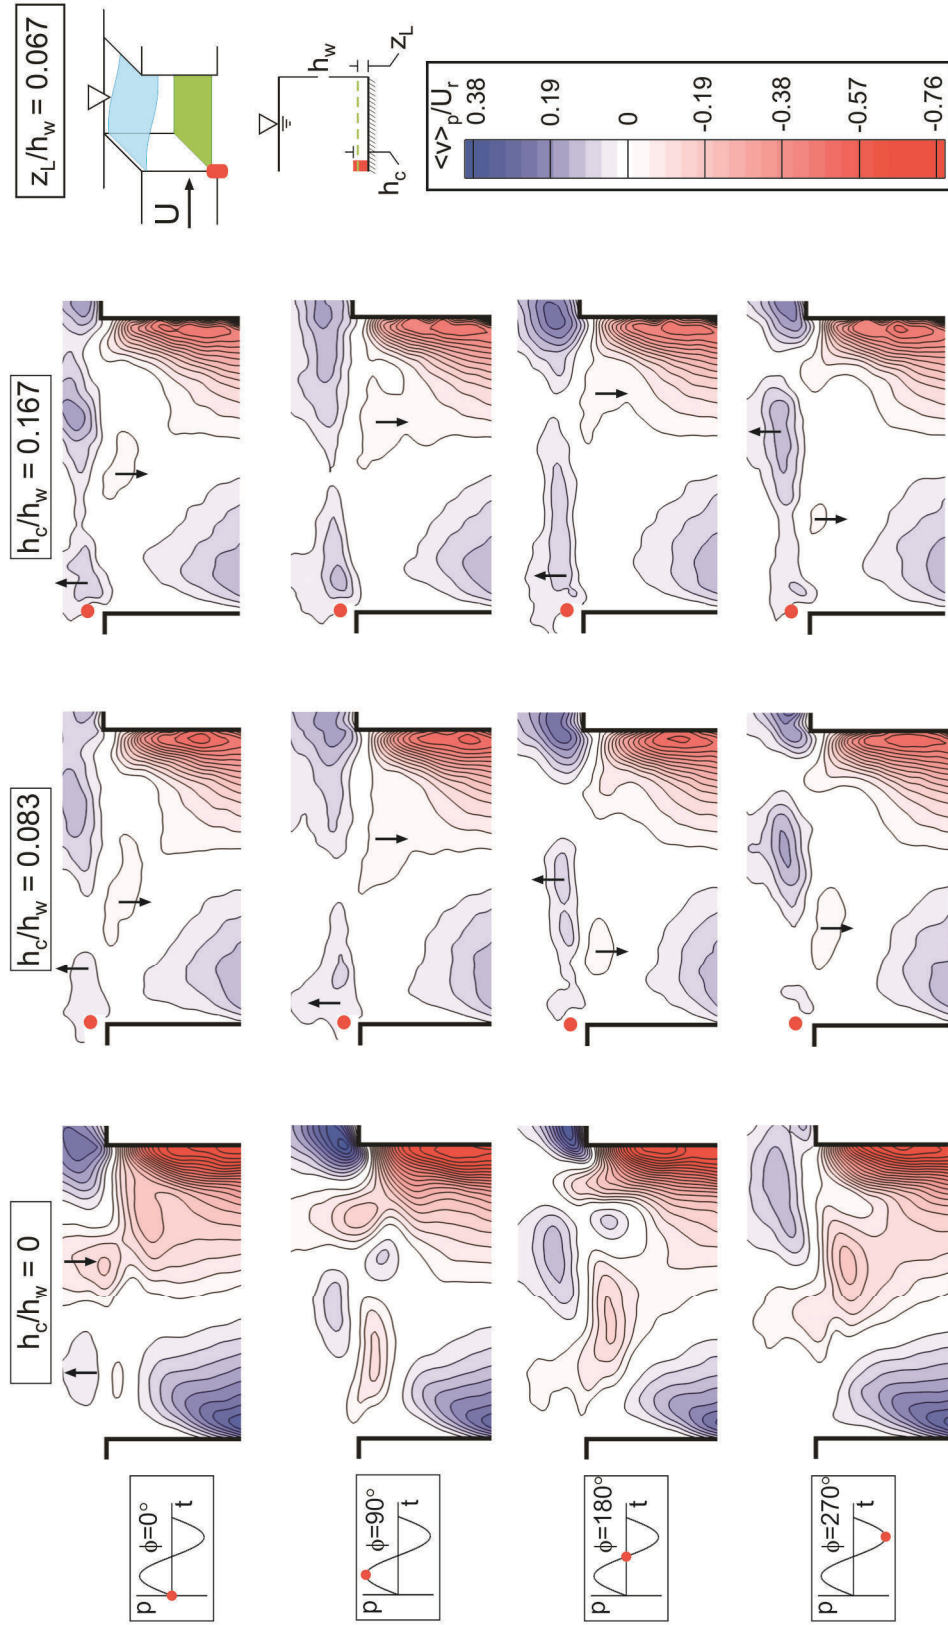 h_c/h_w = 0
h_c/h_w = 0.083
h_c/h_w = 0.167
z_L/h_w = 0.067
p
ϕ=0°
t
p
ϕ=90°
t
p
ϕ=180°
t
p
ϕ=270°
t
U
h_w
h_c
z_L
<v>_p/U_r
0.38
0.19
0
-0.19
-0.38
-0.57
-0.76